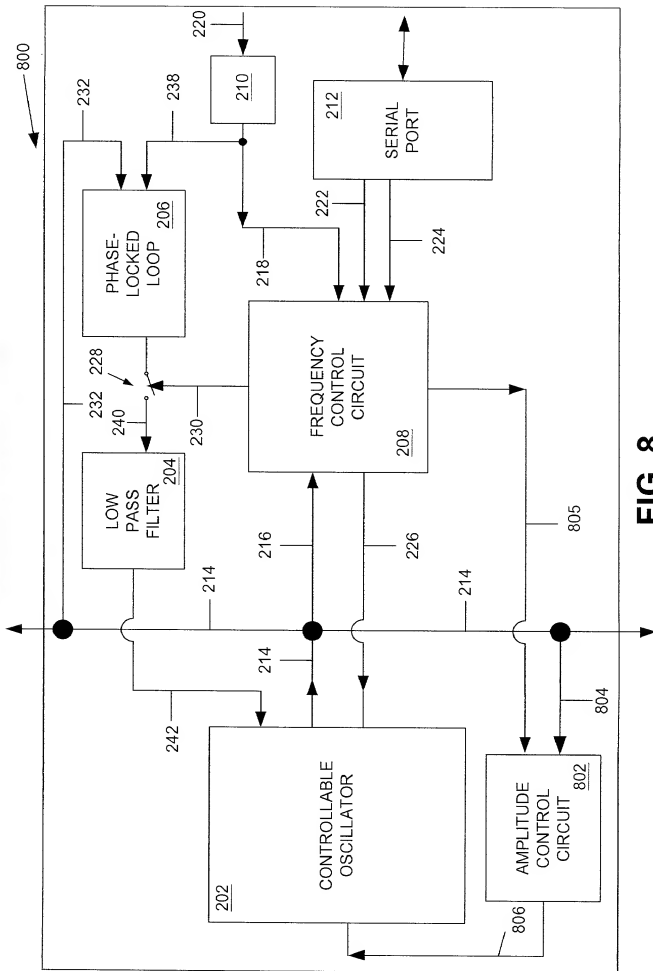 800
232
232
238
220
242
LOW
PASS
FILTER
204
240
228
PHASE-
LOCKED
LOOP
206
210
202
CONTROLLABLE
OSCILLATOR
214
214
216
230
226
FREQUENCY
CONTROL
CIRCUIT
208
218
222
224
212
SERIAL
PORT
806
AMPLITUDE
CONTROL
CIRCUIT
802
804
214
805
FIG. 8